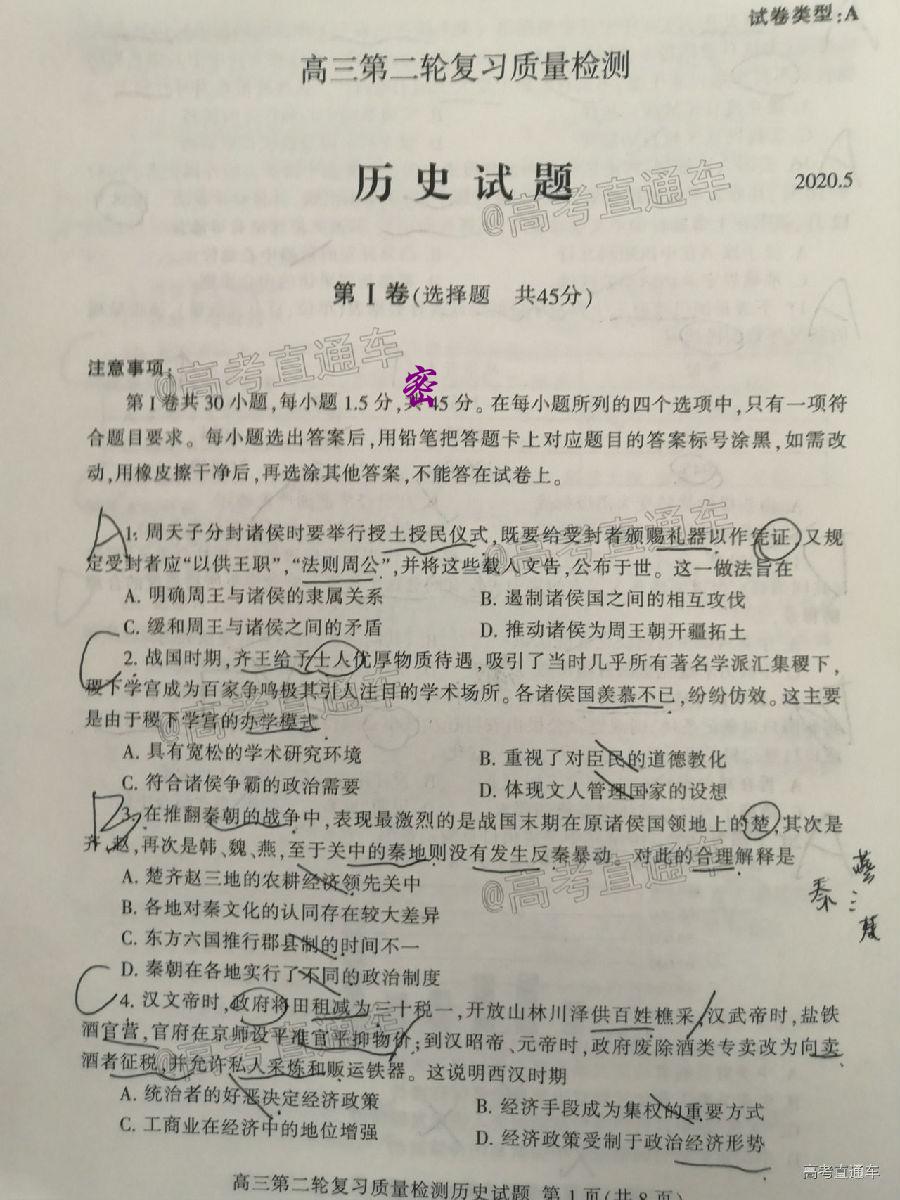 试卷类型:A
高三第二轮复习质量检测
历史试题
2020.5
@高考直通车
第Ⅰ卷(选择题 共45分)
注意事项:
@高考直通车
密
第Ⅰ卷共30小题,每小题1.5分,共45分。在每小题所列的四个选项中,只有一项符
合题目要求。每小题选出答案后,用铅笔把答题卡上对应题目的答案标号涂黑,如需改
动,用橡皮擦干净后,再选涂其他答案,不能答在试卷上。
A
1.周天子分封诸侯时要举行授土授民仪式,既要给受封者颁赐礼器以作凭证,又规
定受封者应“以供王职”,“法则周公”,并将这些载入文告,公布于世。这一做法旨在
A. 明确周王与诸侯的隶属关系 B. 遏制诸侯国之间的相互攻伐
C. 缓和周王与诸侯之间的矛盾 D. 推动诸侯为周王朝开疆拓土
C
2. 战国时期,齐王给予士人优厚物质待遇,吸引了当时几乎所有著名学派汇集稷下,
稷下学宫成为百家争鸣极其引人注目的学术场所。各诸侯国羡慕不已,纷纷仿效。这主要
是由于稷下学宫的办学模式
@高考直通车
A. 具有宽松的学术研究环境 B. 重视了对臣民的道德教化
C. 符合诸侯争霸的政治需要 D. 体现文人管理国家的设想
3. 在推翻秦朝的战争中,表现最激烈的是战国末期在原诸侯国领地上的楚,其次是
齐、赵,再次是韩、魏、燕,至于关中的秦地则没有发生反秦暴动。对此的合理解释是
@高考直通车
A. 楚齐赵三地的农耕经济领先关中
B. 各地对秦文化的认同存在较大差异
C. 东方六国推行郡县制的时间不一
D. 秦朝在各地实行了不同的政治制度
秦
C
4. 汉文帝时,政府将田租减为三十税一,开放山林川泽供百姓樵采,汉武帝时,盐铁
酒官营,官府在京师设平准官平抑物价;到汉昭帝、元帝时,政府废除酒类专卖改为向卖
酒者征税,并允许私人采炼和贩运铁器。这说明西汉时期
@高考直通车
A. 统治者的好恶决定经济政策 B. 经济手段成为集权的重要方式
C. 工商业在经济中的地位增强 D. 经济政策受制于政治经济形势
高三第二轮复习质量检测历史试题 第1页(共8页)
高考直通车